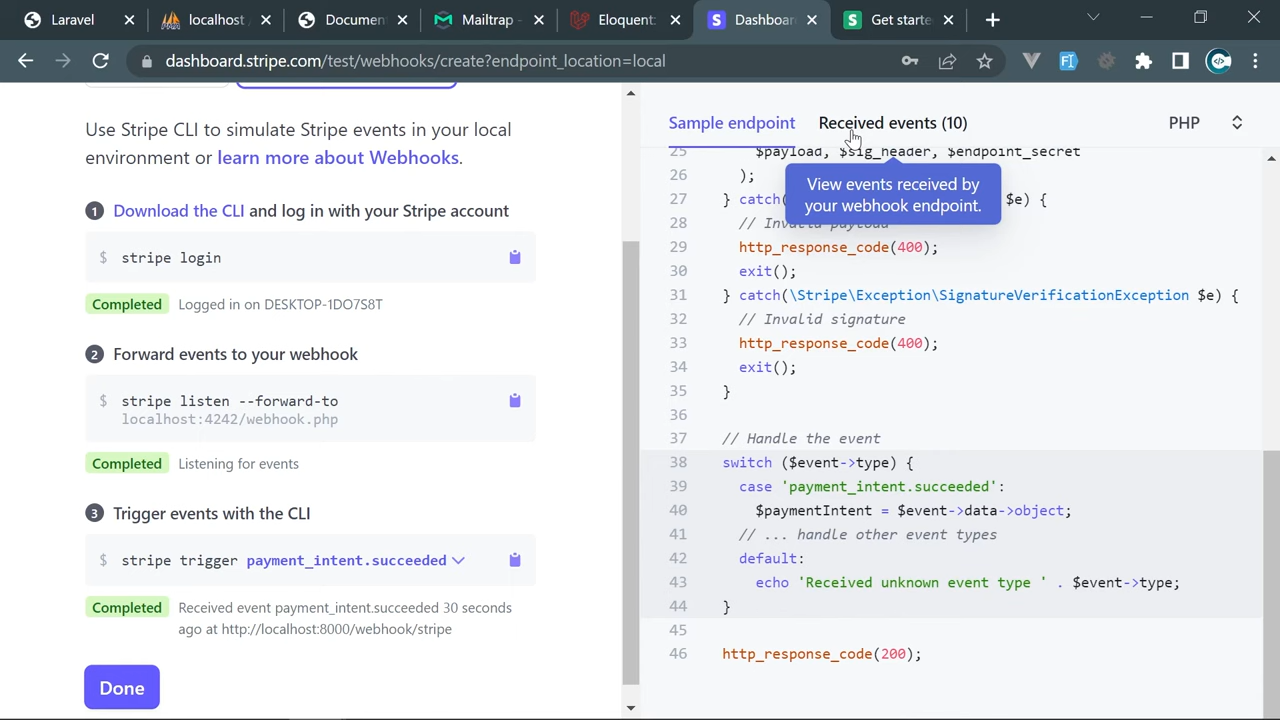 Laravel
localhost
Documen
Mailtrap -
Eloquent:
Dashboar
Get starte
dashboard.stripe.com/test/webhooks/create?endpoint_location=local
Use Stripe CLI to simulate Stripe events in your local
environment or learn more about Webhooks.
1 Download the CLI and log in with your Stripe account
$ stripe login
Completed Logged in on DESKTOP-1DO7S8T
2 Forward events to your webhook
$ stripe listen --forward-to
localhost:4242/webhook.php
Completed Listening for events
3 Trigger events with the CLI
$ stripe trigger payment_intent.succeeded
Completed Received event payment_intent.succeeded 30 seconds
ago at http://localhost:8000/webhook/stripe
Done
Sample endpoint Received events (10) PHP
View events received by
your webhook endpoint.
25 $payload, $sig_header, $endpoint_secret
26 );
27 } catch( $e) {
28 // Invalid payload
29 http_response_code(400);
30 exit();
31 } catch(\Stripe\Exception\SignatureVerificationException $e) {
32 // Invalid signature
33 http_response_code(400);
34 exit();
35 }
36
37 // Handle the event
38 switch ($event->type) {
39 case 'payment_intent.succeeded':
40 $paymentIntent = $event->data->object;
41 // ... handle other event types
42 default:
43 echo 'Received unknown event type ' . $event->type;
44 }
45
46 http_response_code(200);